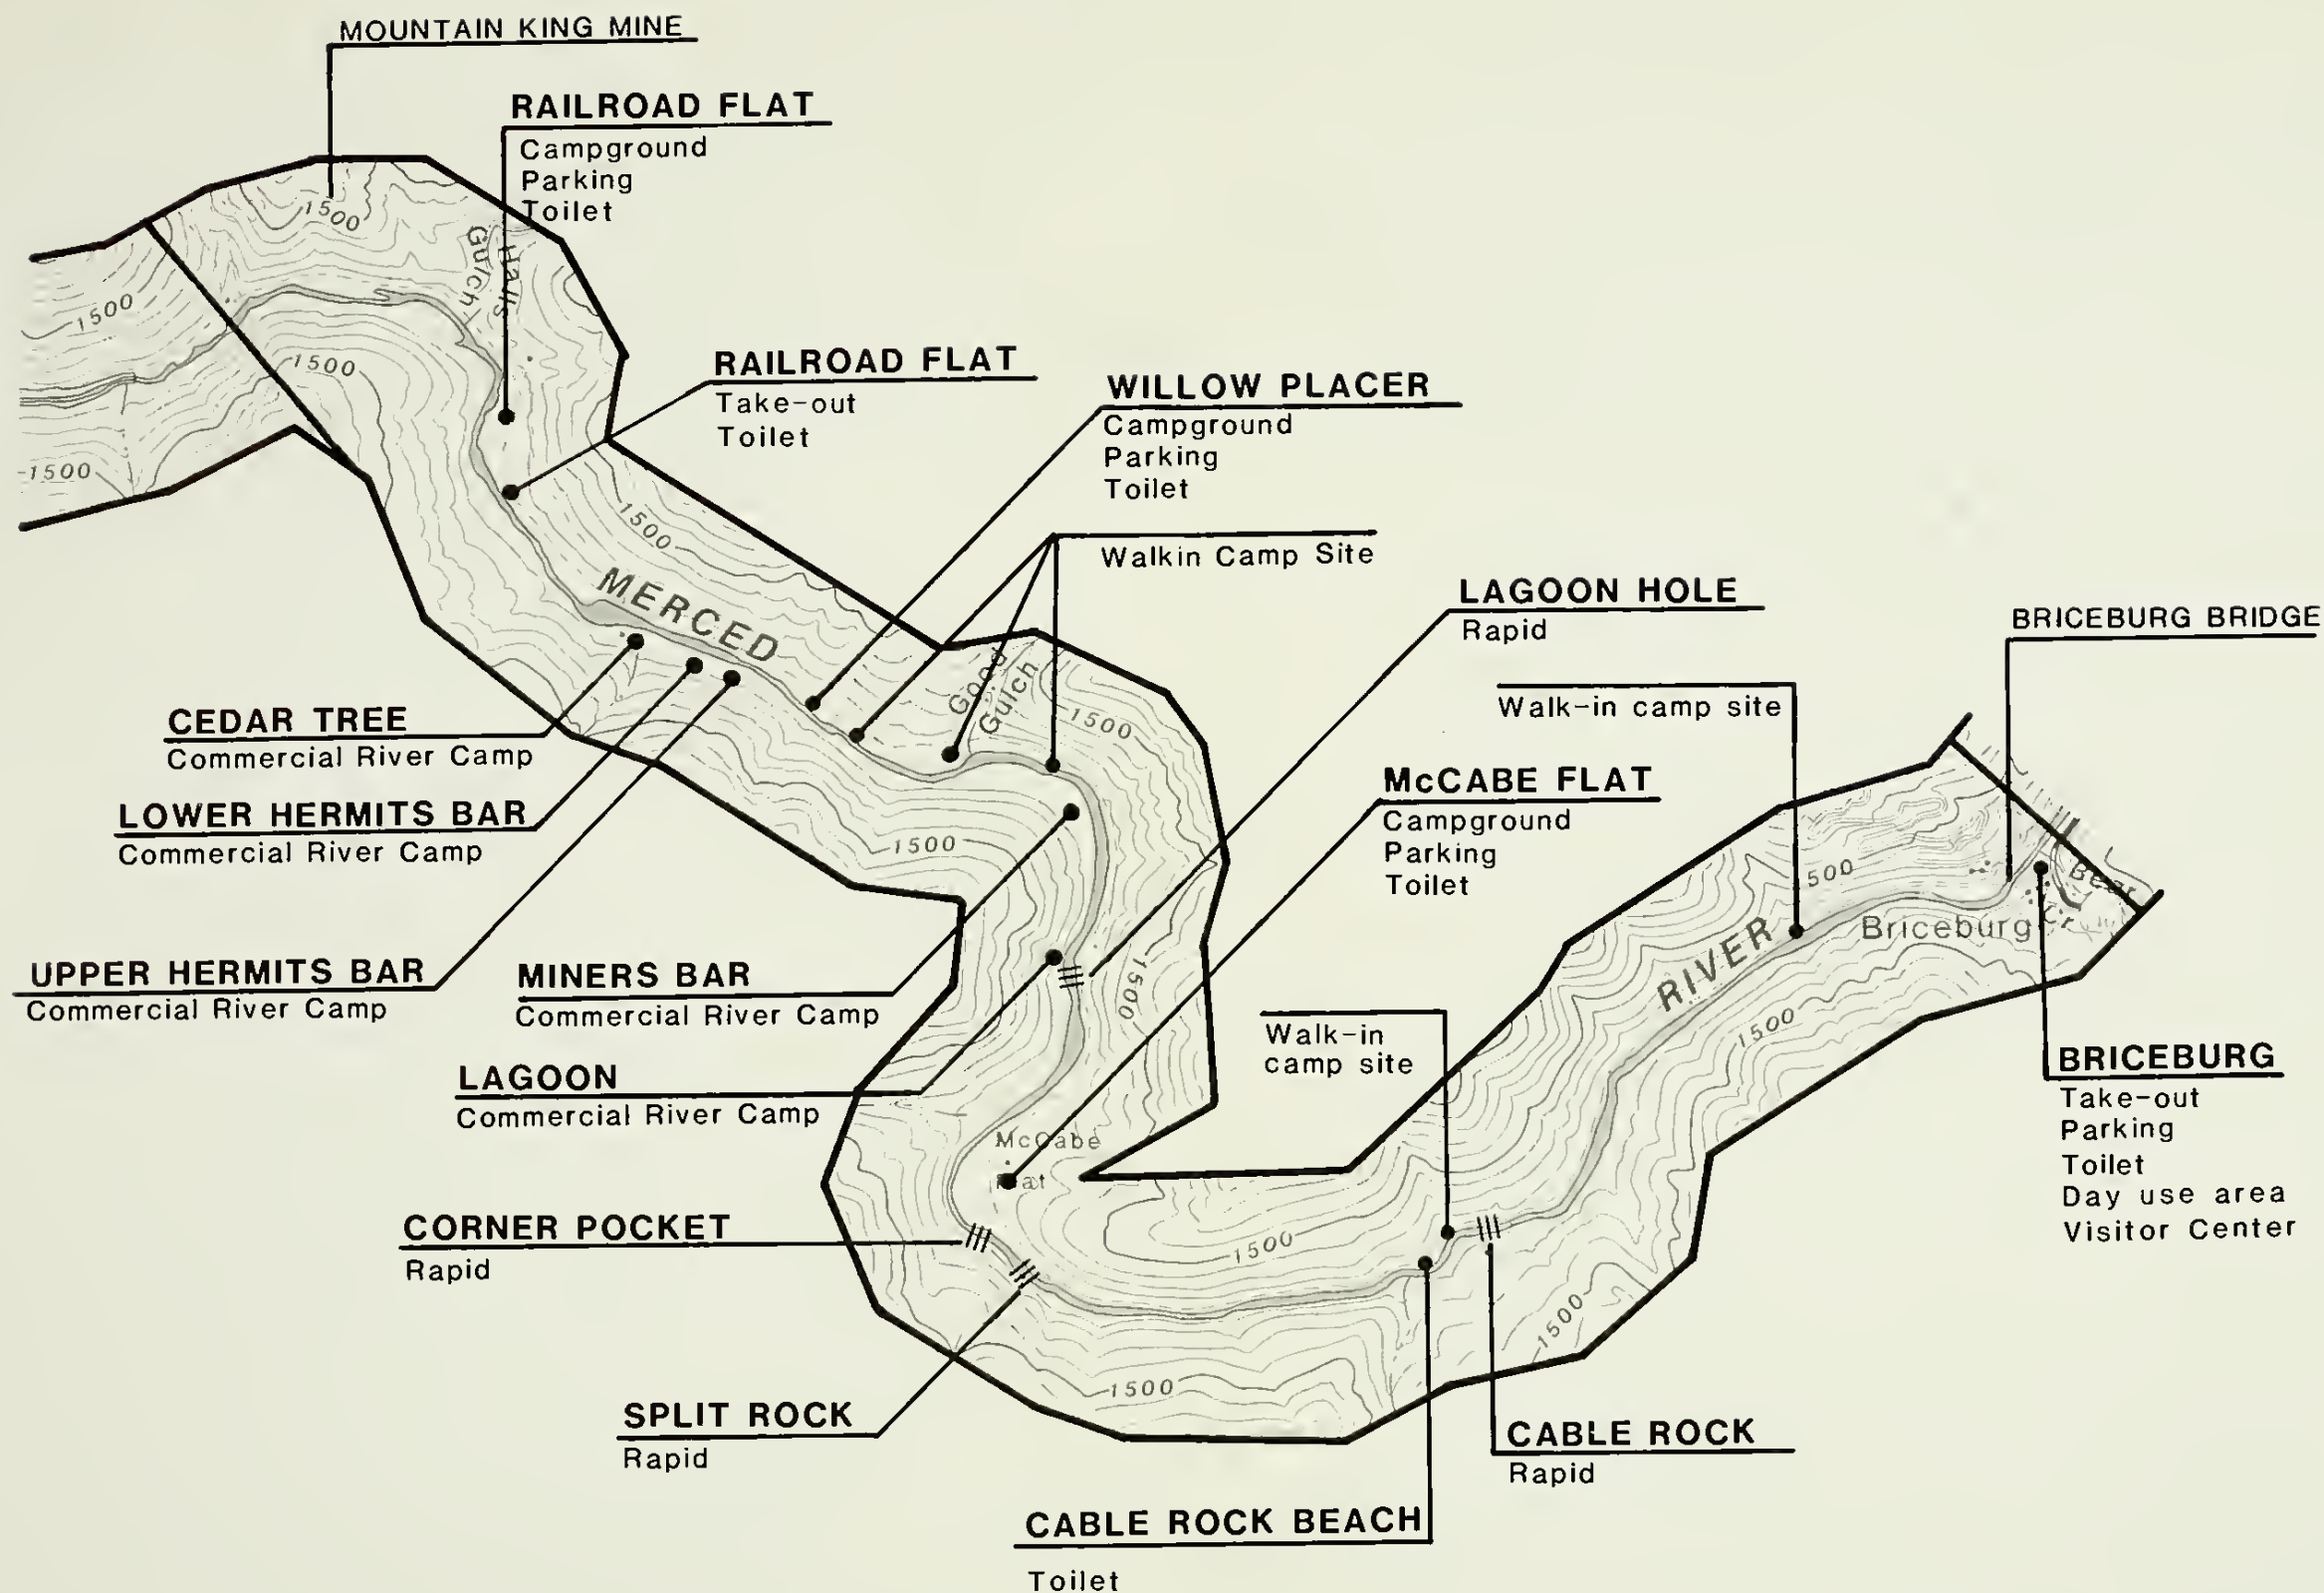 MOUNTAIN KING MINE
RAILROAD FLAT
Campground
Parking
Toilet
1500
Halls
Gulch
1500
1500
-1500
RAILROAD FLAT
Take-out
Toilet
WILLOW PLACER
Campground
Parking
Toilet
1500
Walkin Camp Site
MERCED
LAGOON HOLE
Rapid
BRICEBURG BRIDGE
Good
Gulch
1500
Walk-in camp site
CEDAR TREE
Commercial River Camp
LOWER HERMITS BAR
Commercial River Camp
McCABE FLAT
Campground
Parking
Toilet
1500
500
Bear
Cr
Briceburg
RIVER
UPPER HERMITS BAR
Commercial River Camp
MINERS BAR
Commercial River Camp
1500
1500
Walk-in
camp site
LAGOON
Commercial River Camp
BRICEBURG
Take-out
Parking
Toilet
Day use area
Visitor Center
McCabe
Flat
CORNER POCKET
Rapid
1500
1500
1500
SPLIT ROCK
Rapid
CABLE ROCK
Rapid
CABLE ROCK BEACH
Toilet